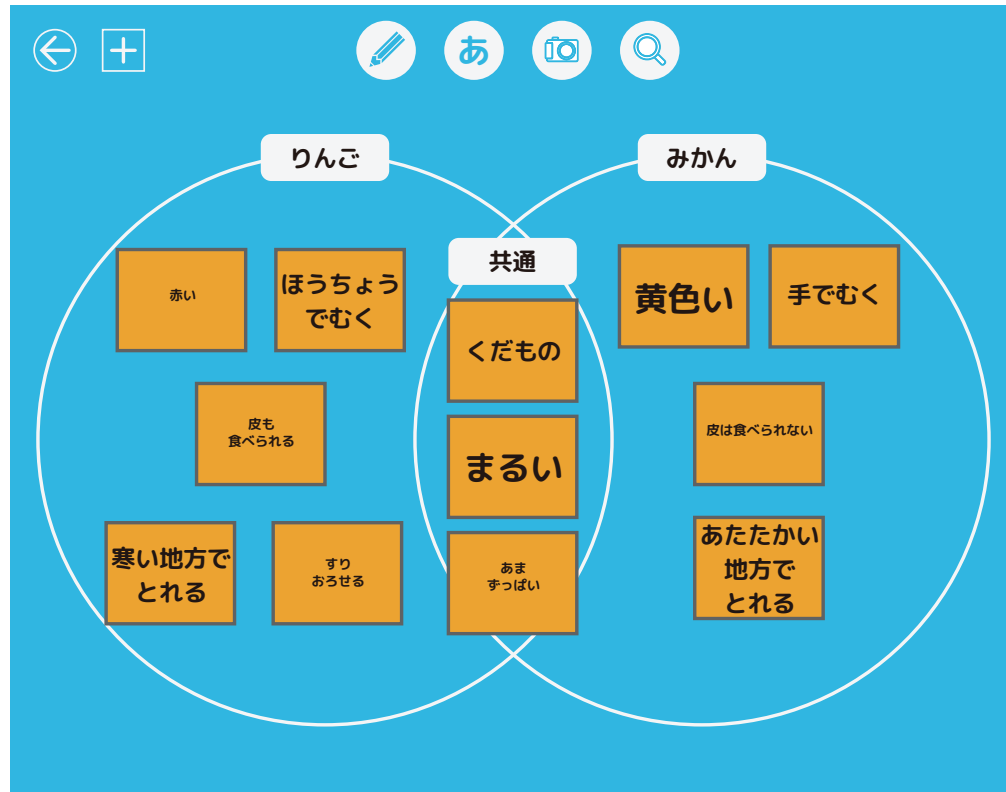 あ
りんご
みかん
共通
赤い
ほうちょう
でむく
皮も
食べられる
寒い地方で
とれる
すり
おろせる
くだもの
まるい
あま
ずっぱい
黄色い
手でむく
皮は食べられない
あたたかい
地方で
とれる